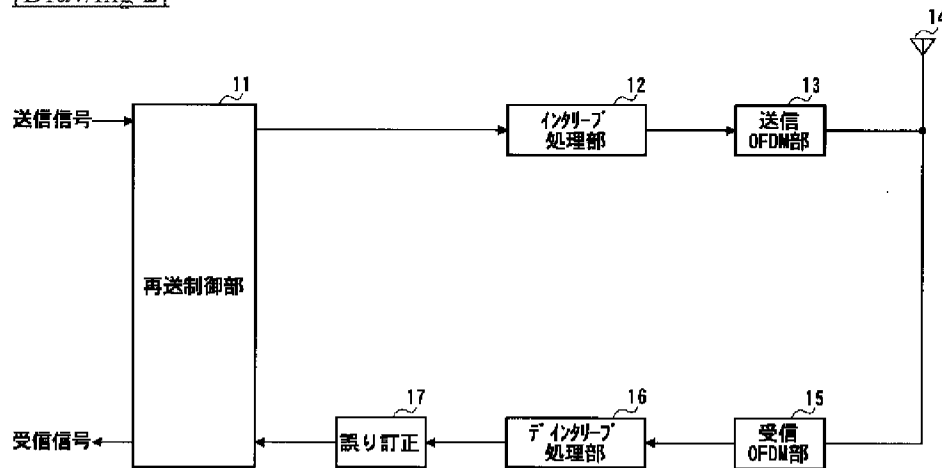 [Drawing 2]
14
11
12
13
送信信号
インタリーブ
処理部
送信
OFDM部
再送制御部
17
16
15
受信信号
誤り訂正
デインタリーブ
処理部
受信
OFDM部